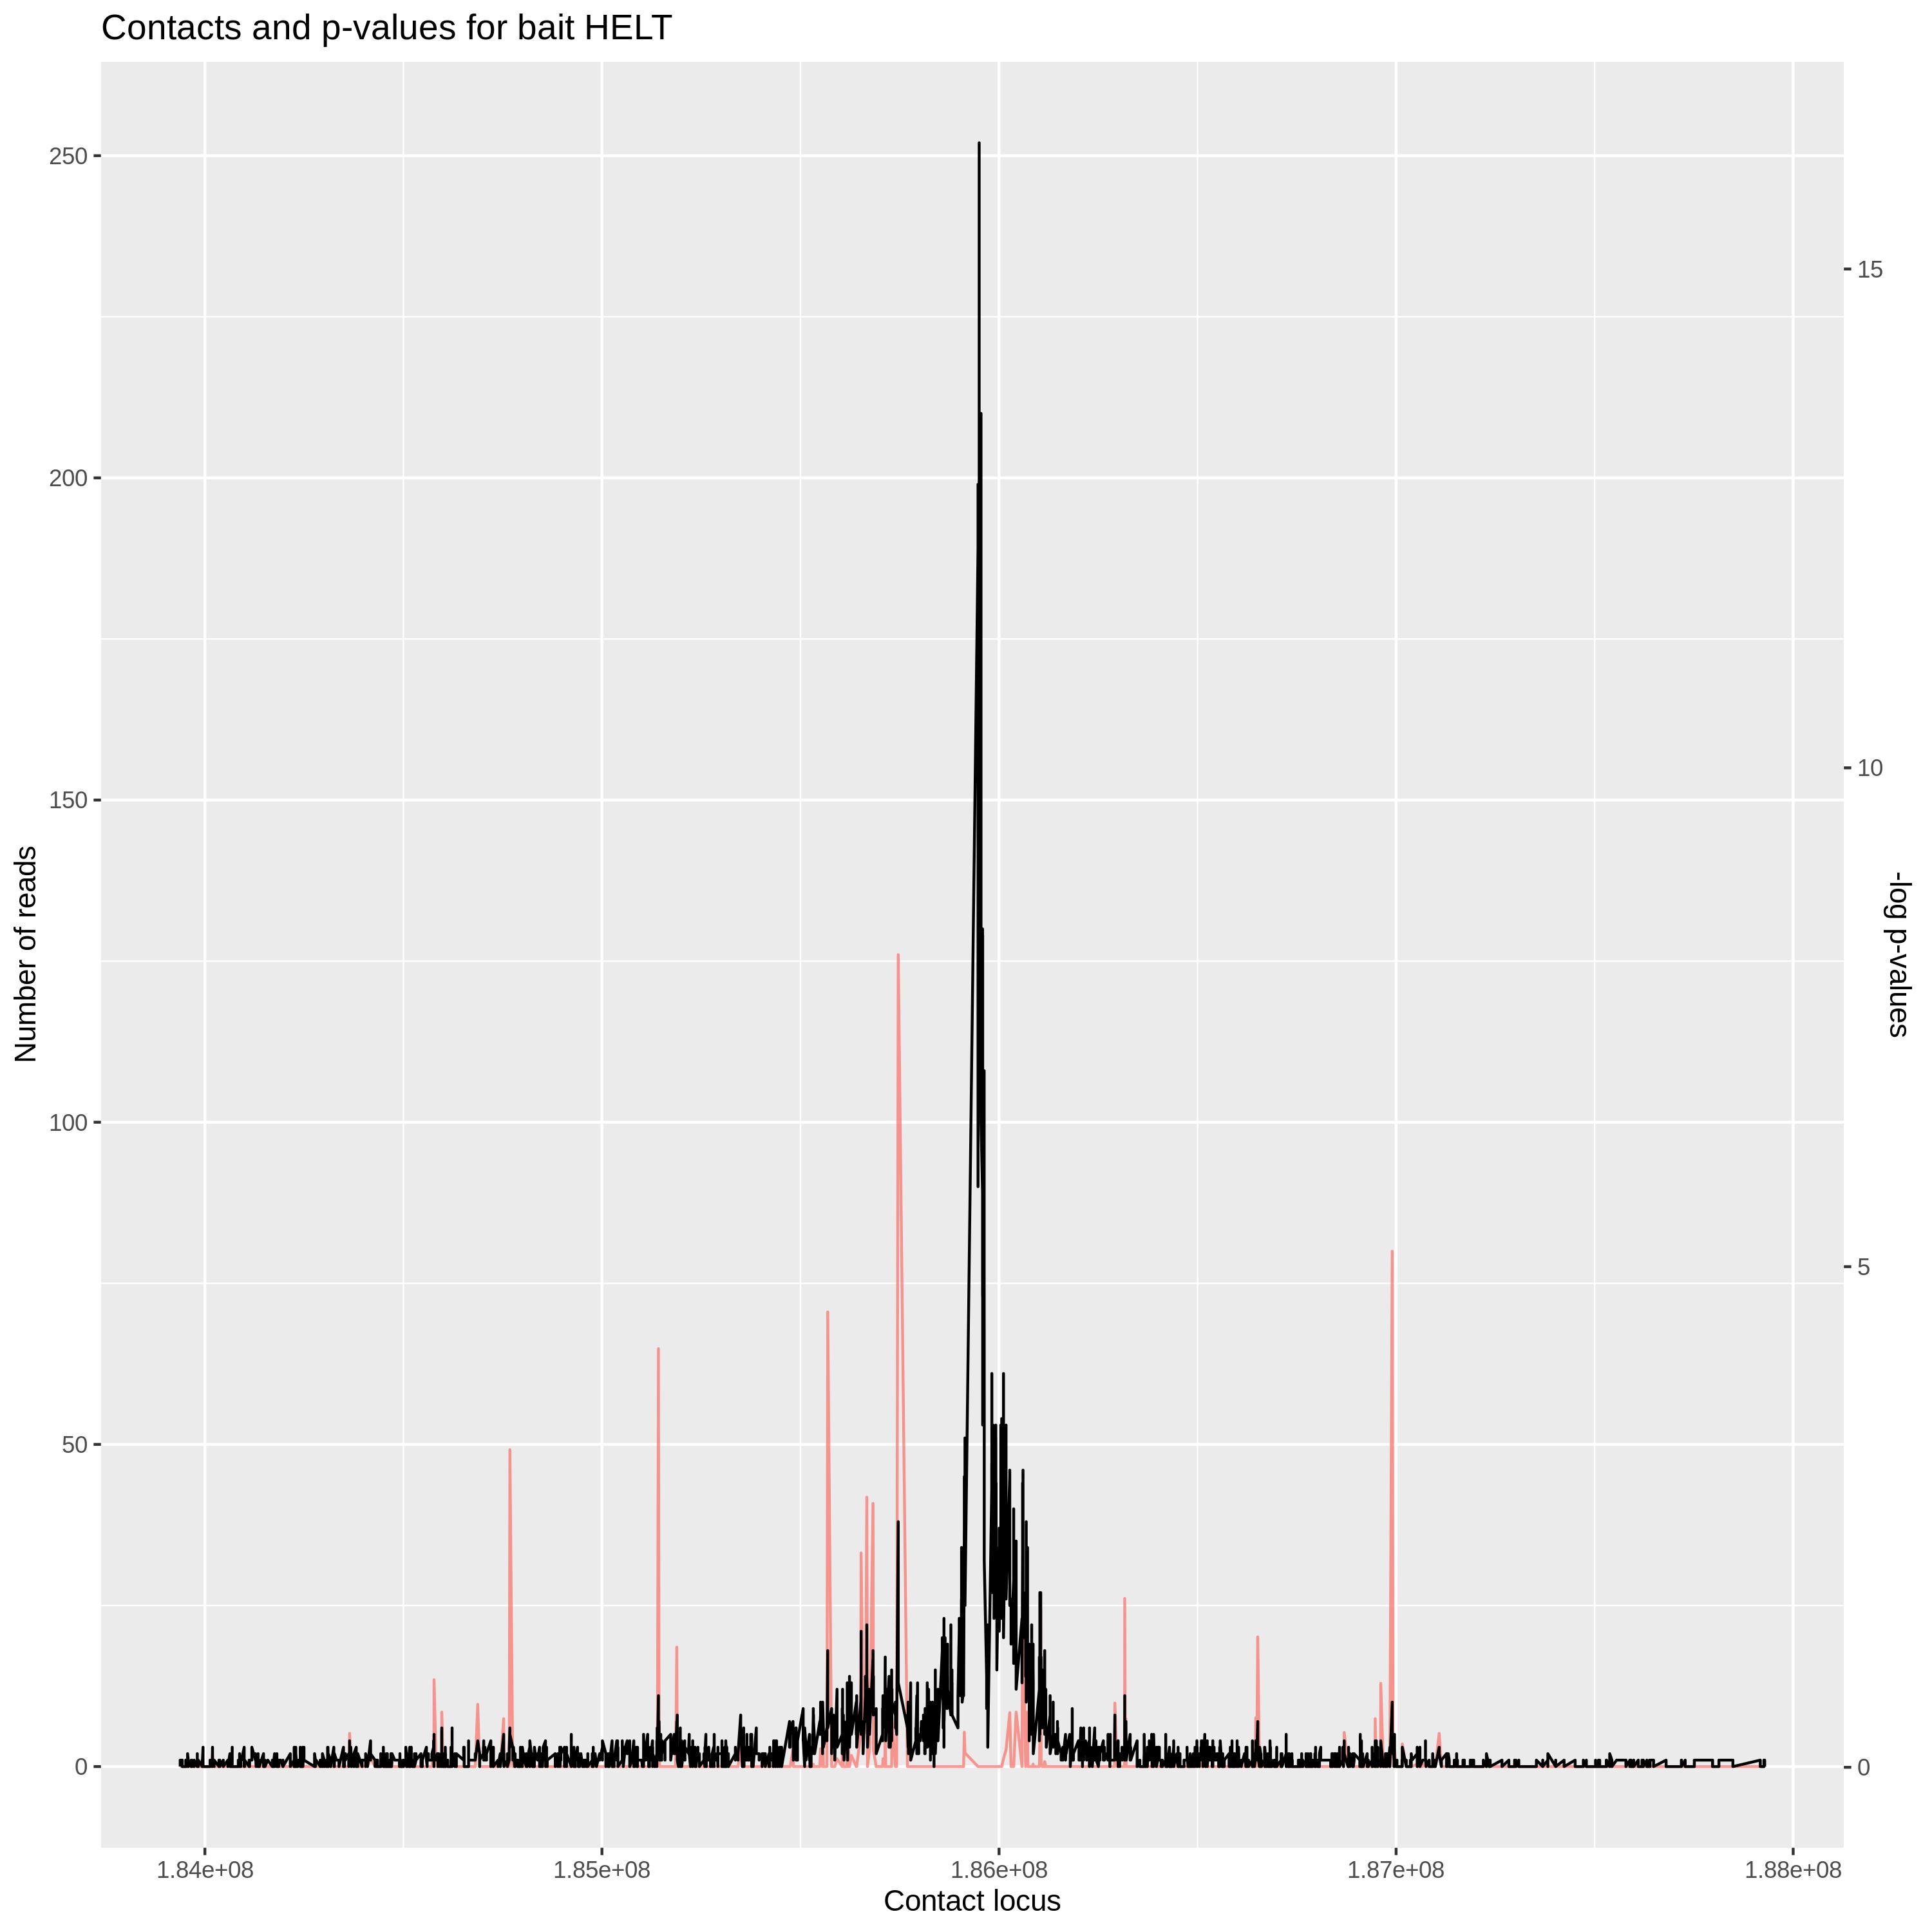 Contacts and p-values for bait HELT
250
200
150
100
50
0
Number of reads
15
10
5
0
-log p-values
1.84e+08
1.85e+08
1.86e+08
1.87e+08
1.88e+08
Contact locus